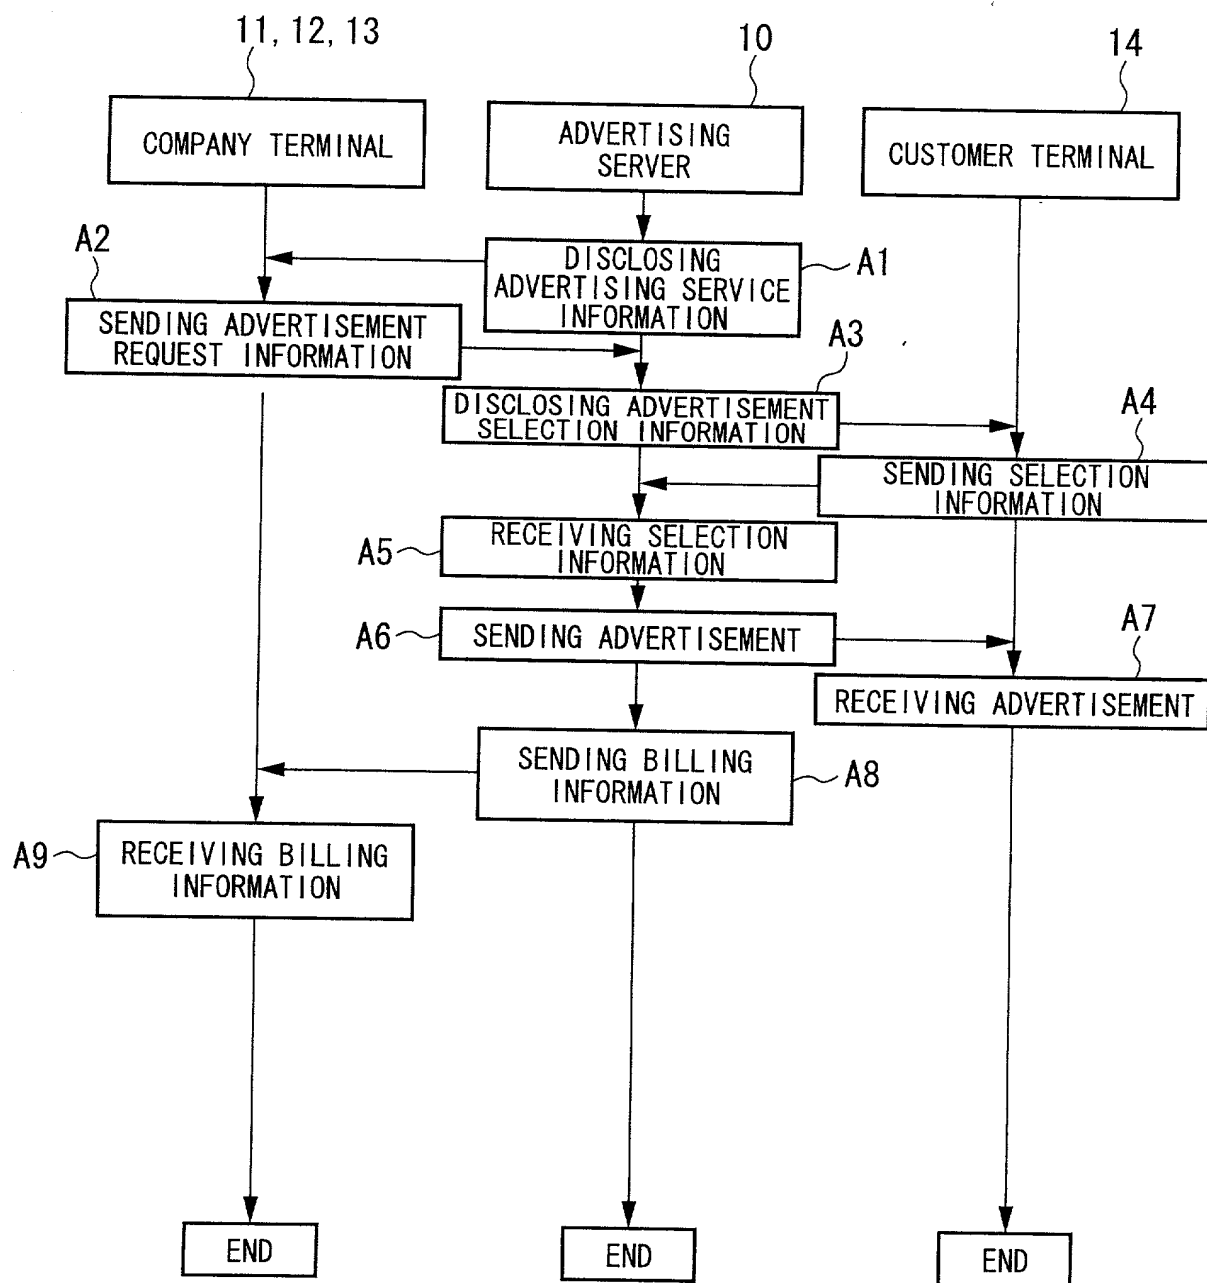 11, 12, 13
10
14
COMPANY TERMINAL
ADVERTISING
SERVER
CUSTOMER TERMINAL
A2
DISCLOSING
ADVERTISING SERVICE
INFORMATION
A1
SENDING ADVERTISEMENT
REQUEST INFORMATION
A3
DISCLOSING ADVERTISEMENT
SELECTION INFORMATION
A4
SENDING SELECTION
INFORMATION
A5
RECEIVING SELECTION
INFORMATION
A6
SENDING ADVERTISEMENT
A7
RECEIVING ADVERTISEMENT
SENDING BILLING
INFORMATION
A8
A9
RECEIVING BILLING
INFORMATION
END
END
END